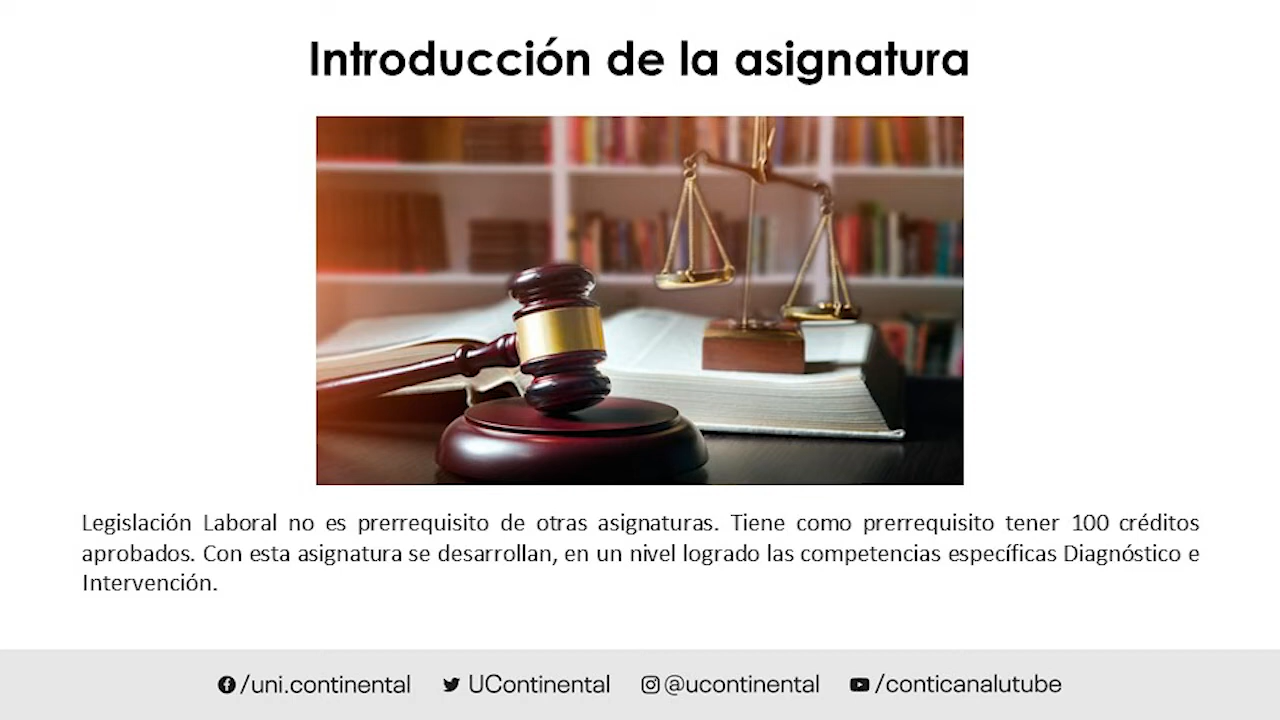 Introducción de la asignatura
Legislación Laboral no es prerrequisito de otras asignaturas. Tiene como prerrequisito tener 100 créditos
aprobados. Con esta asignatura se desarrollan, en un nivel logrado las competencias específicas Diagnóstico e
Intervención.
/uni.continental UContinental @ucontinental /conticanalutube